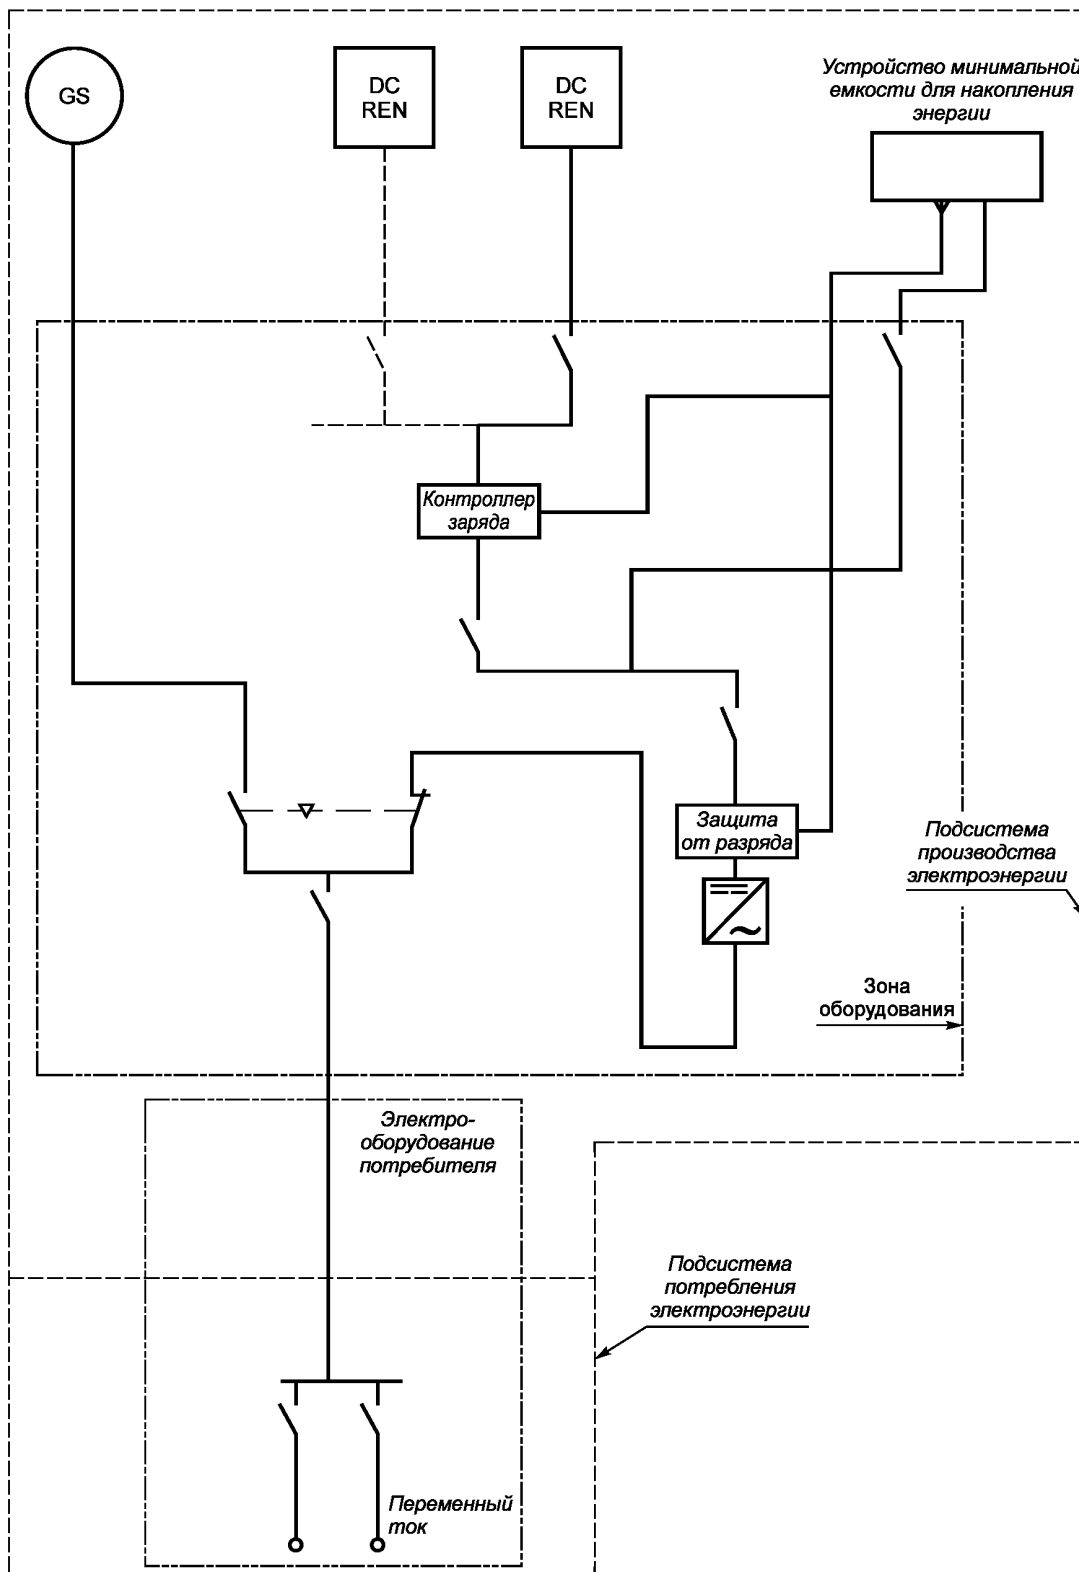 GS
DC
REN
DC
REN
Устройство минимальной
емкости для накопления
энергии
Контроллер
заряда
Защита
от разряда
Подсистема
производства
электроэнергии
Зона
оборудования
Электро-
оборудование
потребителя
Подсистема
потребления
электроэнергии
Переменный
ток